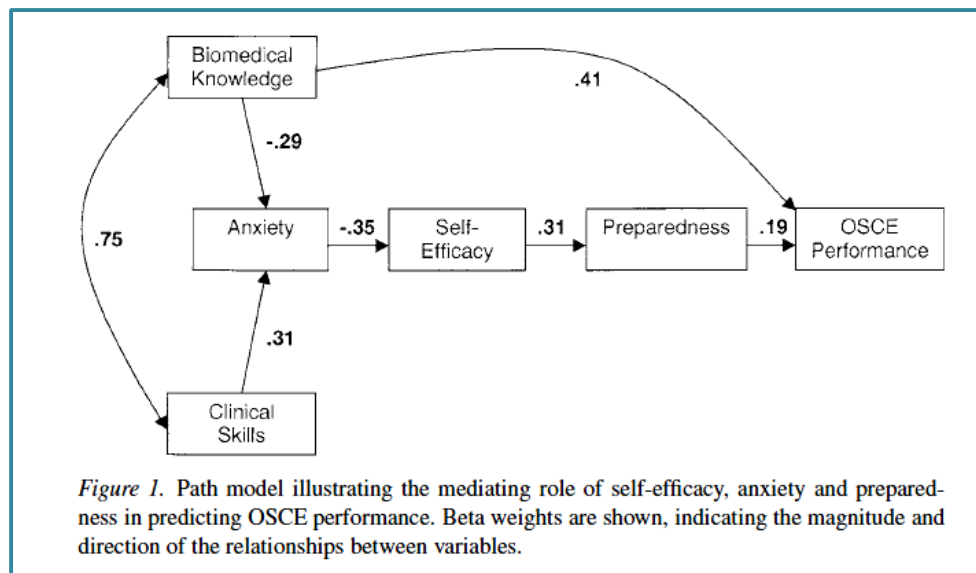 Biomedical
Knowledge
.41
-.29
.75
Anxiety
-.35
Self-
Efficacy
.31
Preparedness
.19
OSCE
Performance
.31
Clinical
Skills
Figure 1. Path model illustrating the mediating role of self-efficacy, anxiety and prepared-
ness in predicting OSCE performance. Beta weights are shown, indicating the magnitude and
direction of the relationships between variables.